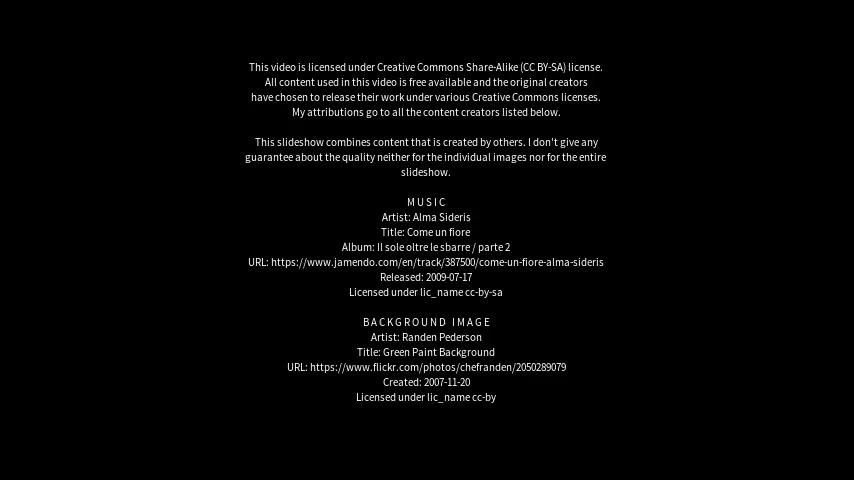 This video is licensed under Creative Commons Share-Alike (CC BY-SA) license.
All content used in this video is free available and the original creators
have chosen to release their work under various Creative Commons licenses.
My attributions go to all the content creators listed below.
This slideshow combines content that is created by others. I don't give any
guarantee about the quality neither for the individual images nor for the entire
slideshow.
MUSIC
Artist: Alma Sideris
Title: Come un fiore
Album: Il sole oltre le sbarre / parte 2
URL: https://www.jamendo.com/en/track/387500/come-un-fiore-alma-sideris
Released: 2009-07-17
Licensed under lic_name cc-by-sa
BACKGROUND IMAGE
Artist: Randen Pederson
Title: Green Paint Background
URL: https://www.flickr.com/photos/chefranden/2050289079
Created: 2007-11-20
Licensed under lic_name cc-by